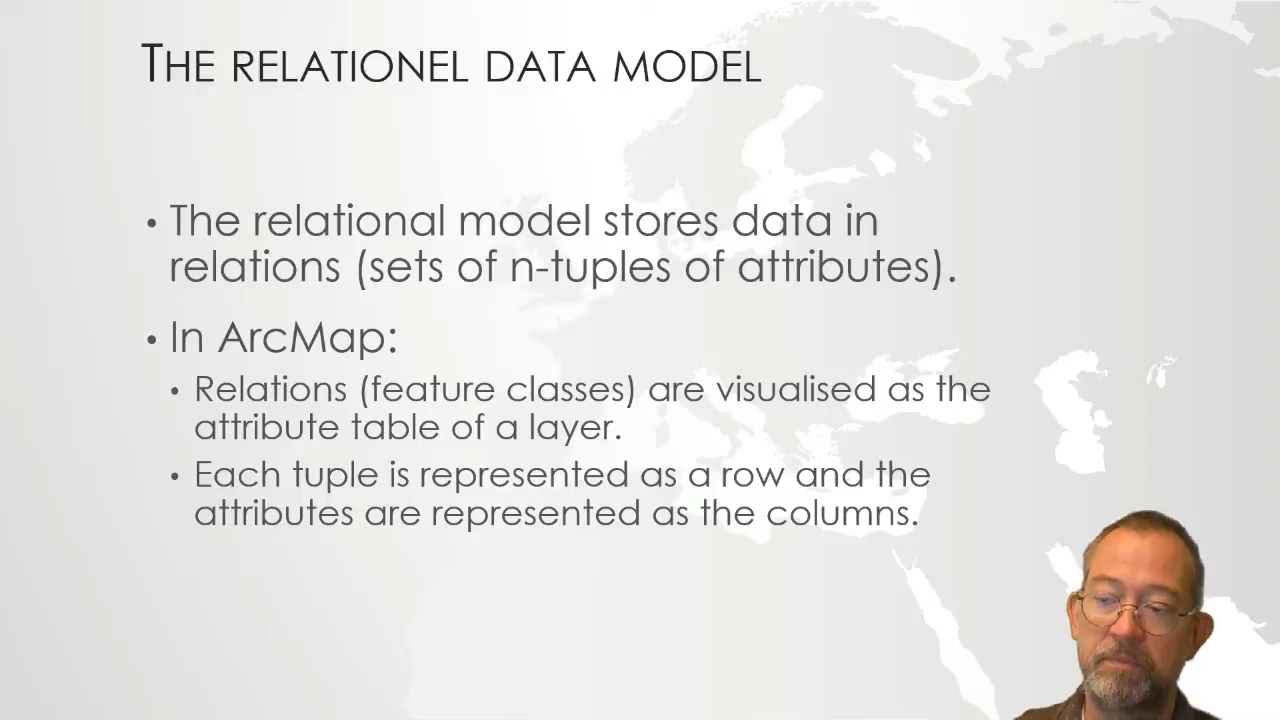 The relationel data model
• The relational model stores data in
relations (sets of n-tuples of attributes).
• In ArcMap:
• Relations (feature classes) are visualised as the
attribute table of a layer.
• Each tuple is represented as a row and the
attributes are represented as the columns.